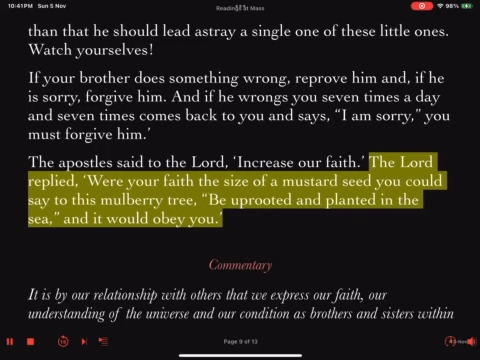 10:41PM Sun 5 Nov
98%
than that he should lead astray a single one of these little ones.
Watch yourselves!
If your brother does something wrong, reprove him and, if he
is sorry, forgive him. And if he wrongs you seven times a day
and seven times comes back to you and says, “I am sorry,” you
must forgive him.’
The apostles said to the Lord, ‘Increase our faith.’ The Lord
replied, ‘Were your faith the size of a mustard seed you could
say to this mulberry tree, “Be uprooted and planted in the
sea,” and it would obey you.’
Commentary
It is by our relationship with others that we express our faith, our
understanding of the universe and our condition as brothers and sisters within
Page 9 of 13